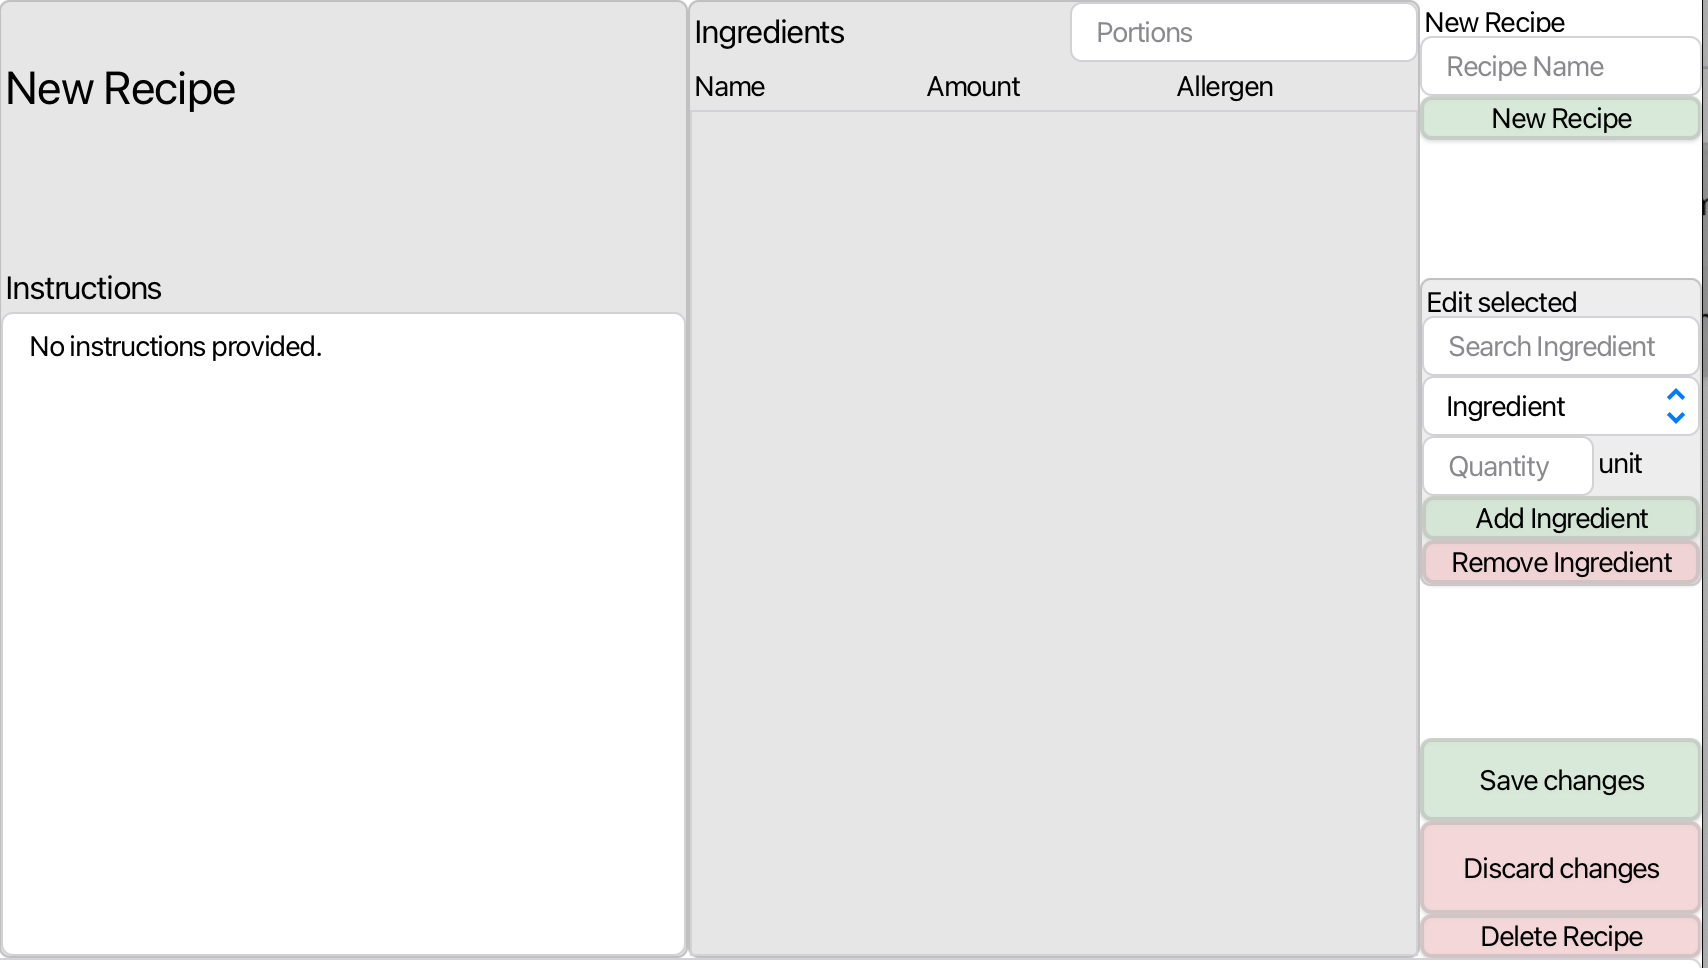 New Recipe
Instructions
No instructions provided.
Ingredients
Portions
Name Amount Allergen
New Recipe
Recipe Name
New Recipe
Edit selected
Search Ingredient
Ingredient
Quantity unit
Add Ingredient
Remove Ingredient
Save changes
Discard changes
Delete Recipe